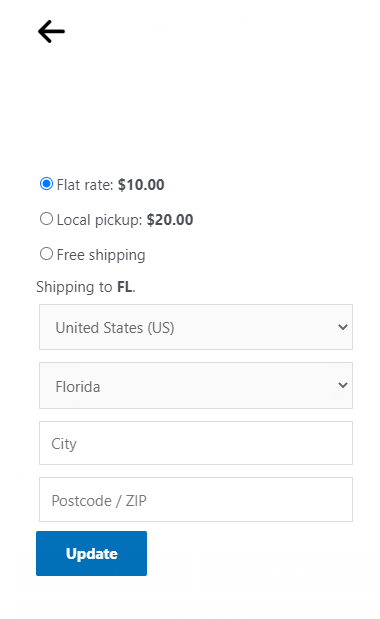 Flat rate: $10.00
Local pickup: $20.00
Free shipping
Shipping to FL.
United States (US)
Florida
City
Postcode / ZIP
Update